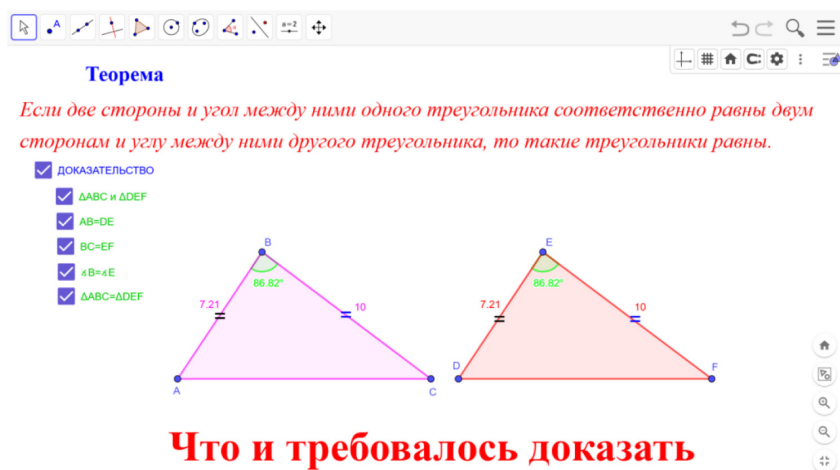 A
a=2
Теорема
Если две стороны и угол между ними одного треугольника соответственно равны двум
сторонам и углу между ними другого треугольника, то такие треугольники равны.
ДОКАЗАТЕЛЬСТВО
ΔABC и ΔDEF
AB=DE
BC=EF
∡B=∡E
ΔABC=ΔDEF
B
86.82°
7.21
10
A
C
E
86.82°
7.21
10
D
F
Что и требовалось доказать